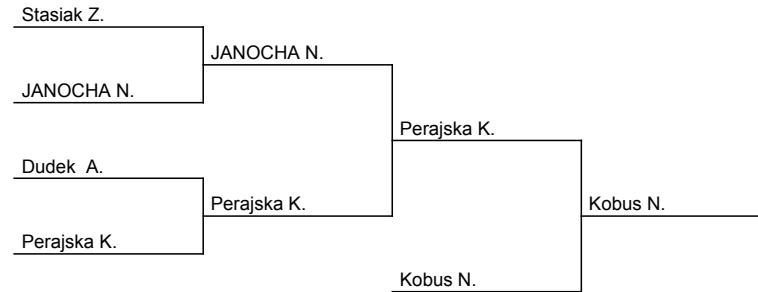 Stasiak Z.
JANOCHA N.
JANOCHA N.
Perajska K.
Dudek A.
Perajska K.
Kobus N.
Perajska K.
Kobus N.